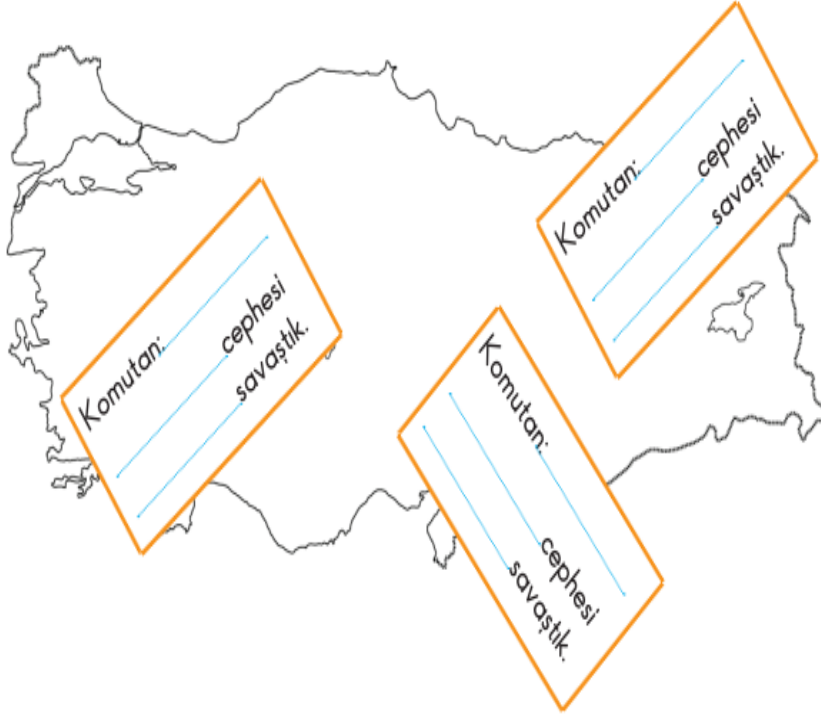 Komutan:
cephesi
savaştık.
Komutan:
cephesi
savaştık.
Komutan:
cephesi
savaştık.